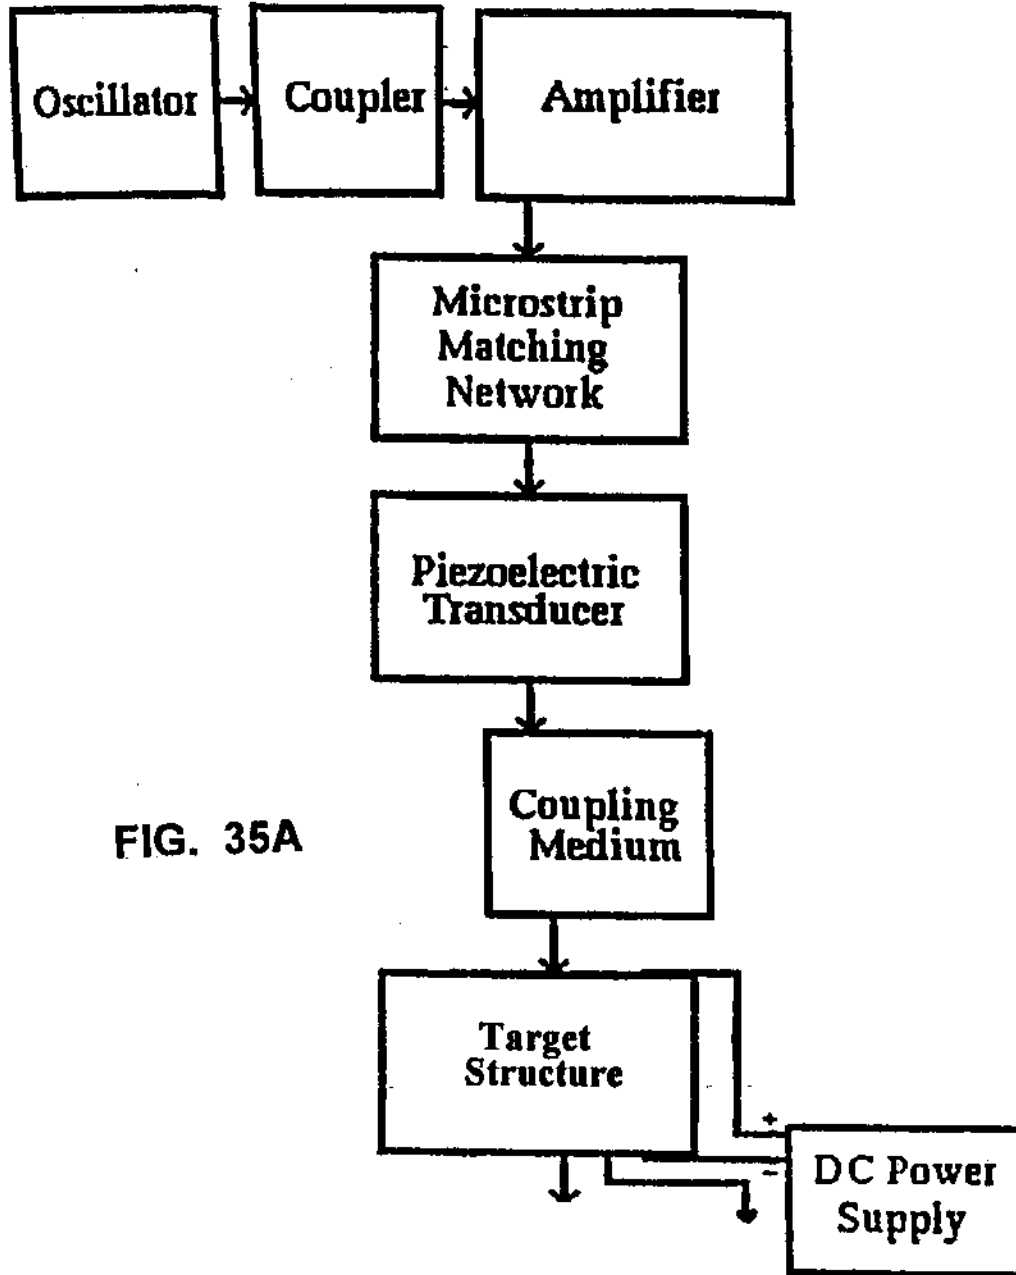 Oscillator
Coupler
Amplifier
Microstrip
Matching
Network
Piezoelectric
Transducer
Coupling
Medium
FIG. 35A
Target
Structure
+
-
DC Power
Supply